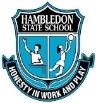 HAMBLEDON
STATE SCHOOL
HONESTY IN WORK AND PLAY